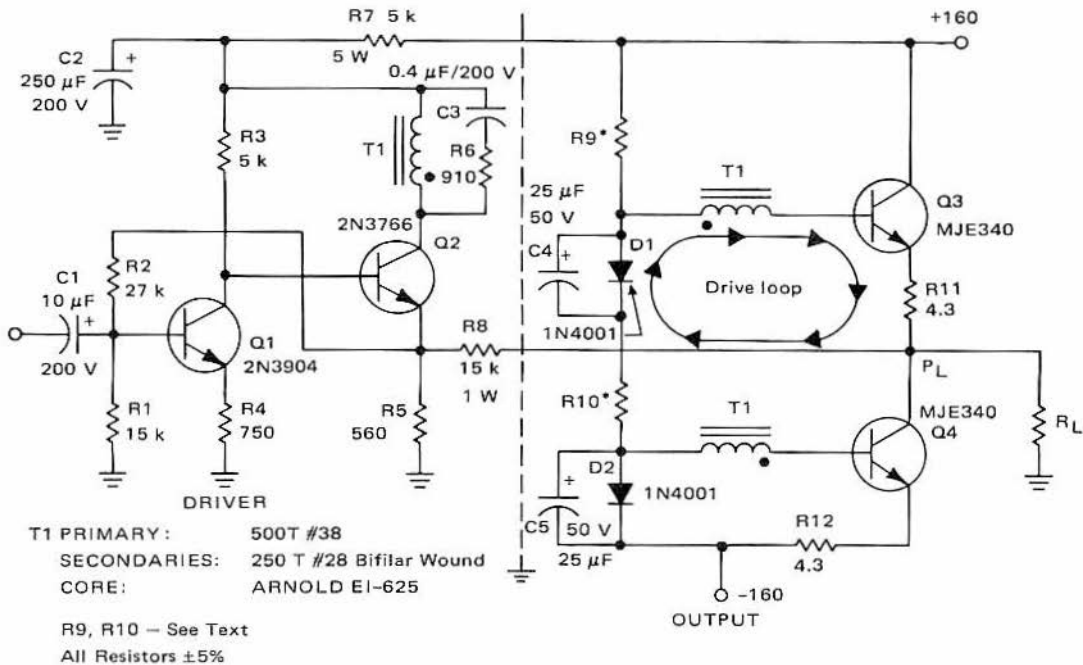 R7 5 k
5 W
+160
C2
+
250 µF
200 V
0.4 µF/200 V
C3
R3
5 k
T1
R6
910
R9*
T1
25 µF
50 V
Q3
MJE340
2N3766
Q2
C4
+
D1
Drive loop
R11
4.3
C1
10 µF
+
200 V
R2
27 k
Q1
2N3904
R8
15 k
1 W
1N4001
PL
R10*
T1
MJE340
Q4
RL
R1
15 k
R4
750
R5
560
D2
+
1N4001
C5
50 V
25 µF
R12
4.3
DRIVER
-160
OUTPUT
T1 PRIMARY: 500T #38
SECONDARIES: 250 T #28 Bifilar Wound
CORE: ARNOLD EI-625
R9, R10 – See Text
All Resistors ±5%